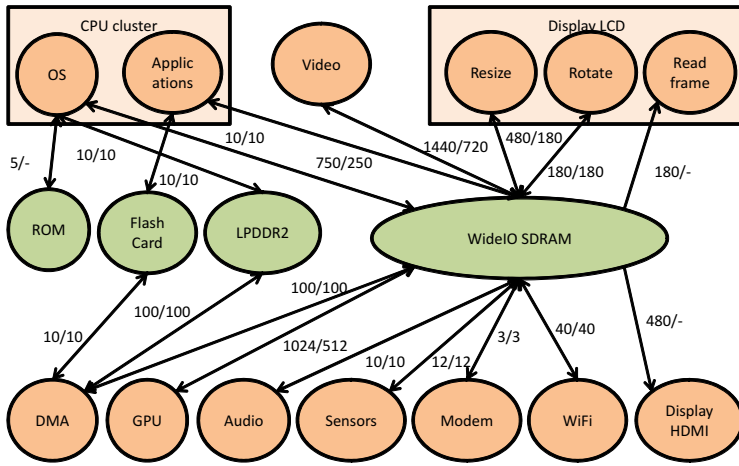 CPU cluster
Display LCD
OS
Applic
ations
Video
Resize
Rotate
Read
frame
10/10
1440/720
480/180
5/-
10/10
750/250
10/10
180/180
180/-
ROM
Flash
Card
LPDDR2
WideIO SDRAM
100/100
100/100
10/10
1024/512
10/10
12/12
3/3
40/40
480/-
DMA
GPU
Audio
Sensors
Modem
WiFi
Display
HDMI